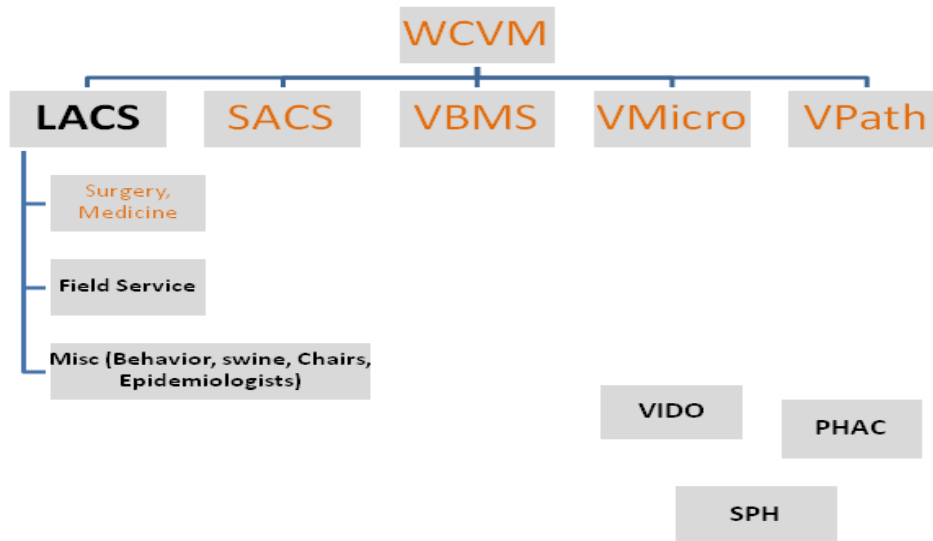 WCVM
LACS
SACS
VBMS
VMicro
VPath
Surgery,
Medicine
Field Service
Misc (Behavior, swine, Chairs,
Epidemiologists)
VIDO
PHAC
SPH